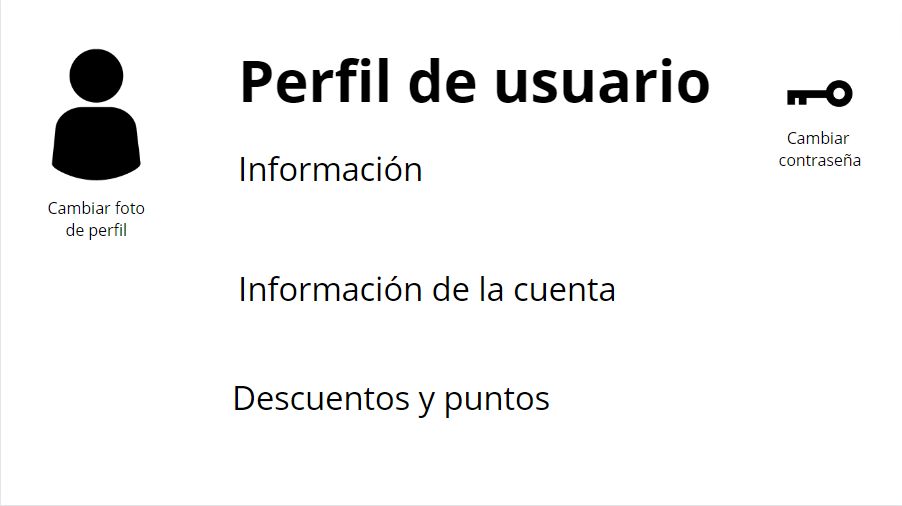 Perfil de usuario
Cambiar
contraseña
Información
Cambiar foto
de perfil
Información de la cuenta
Descuentos y puntos